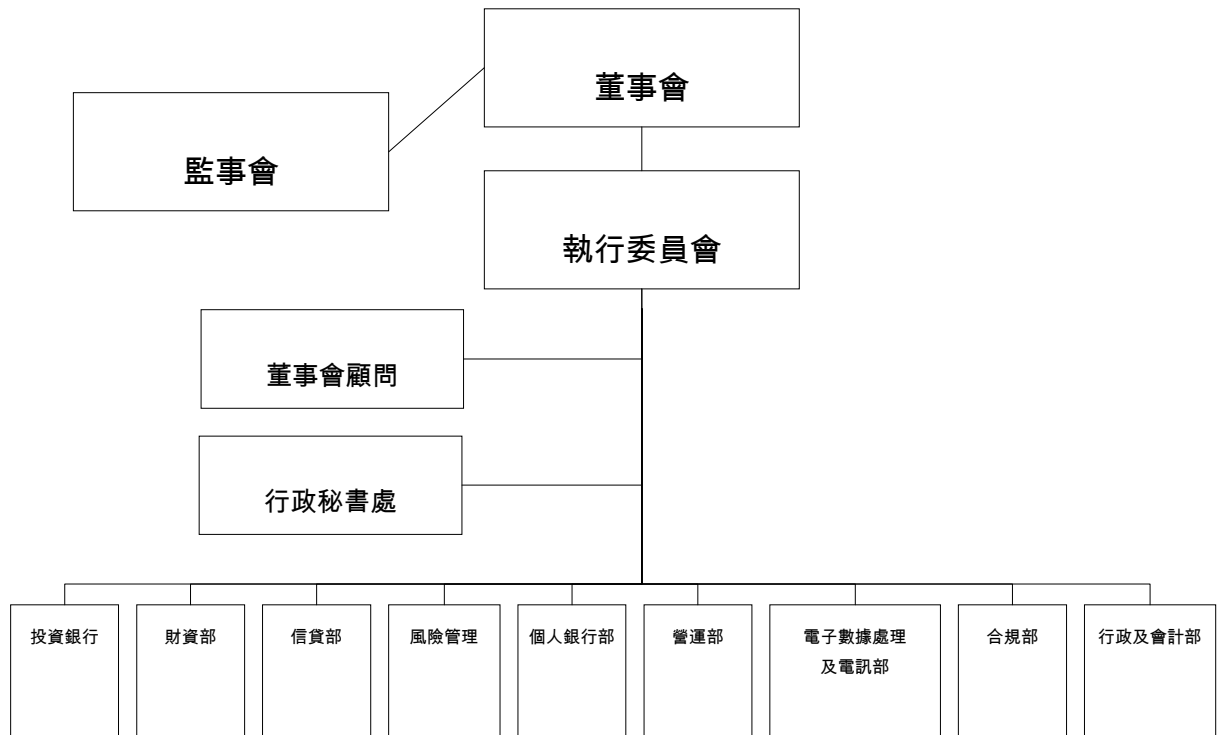 董事會
監事會
執行委員會
董事會顧問
行政秘書處
投資銀行
財資部
信貸部
風險管理
個人銀行部
營運部
電子數據處理
及電訊部
合規部
行政及會計部